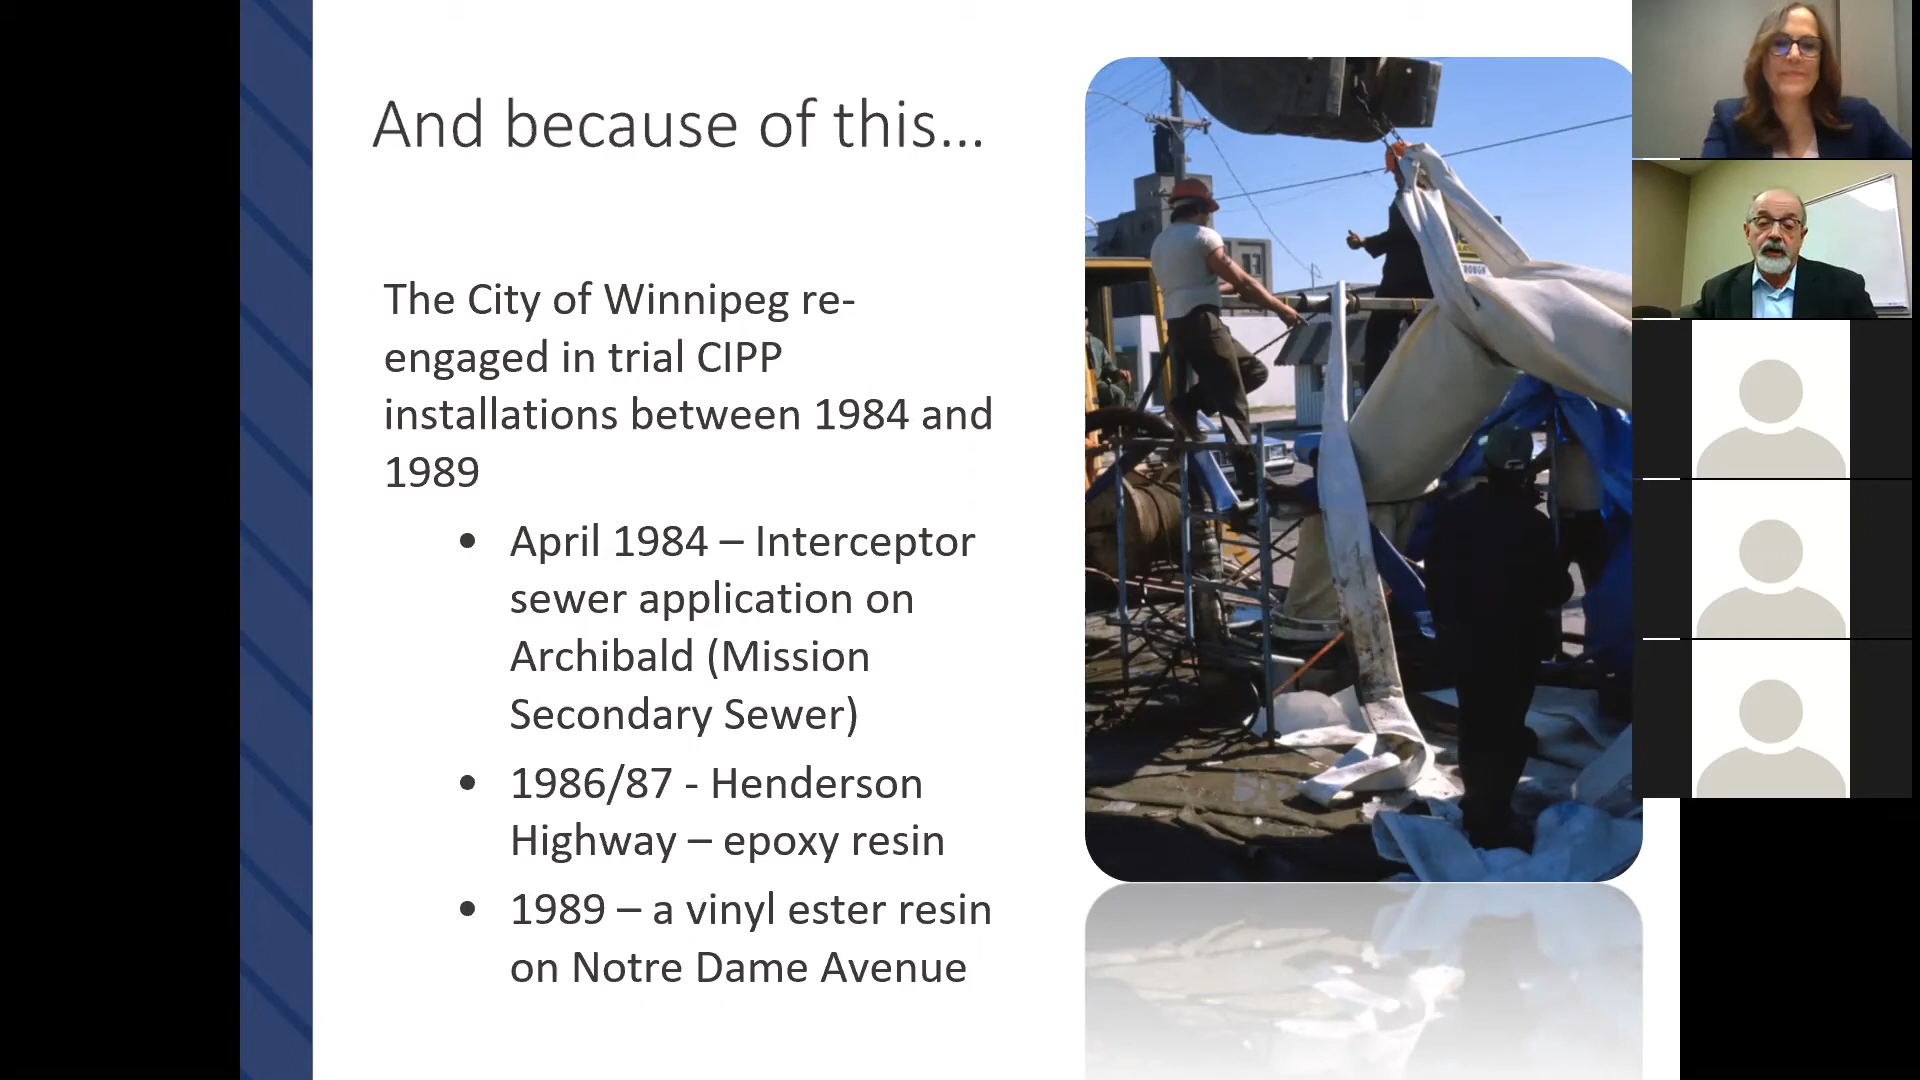 And because of this...
The City of Winnipeg re-
engaged in trial CIPP
installations between 1984 and
1989
• April 1984 – Interceptor
sewer application on
Archibald (Mission
Secondary Sewer)
• 1986/87 - Henderson
Highway – epoxy resin
• 1989 – a vinyl ester resin
on Notre Dame Avenue